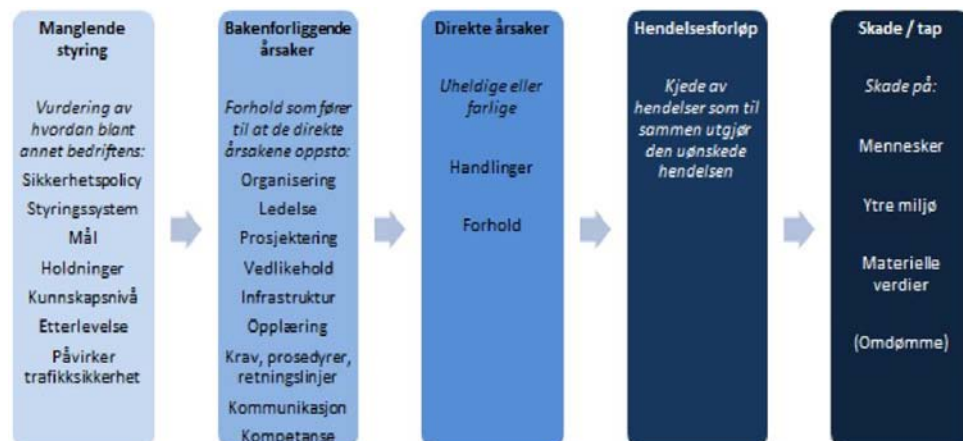 Manglende
styring
Vurdering av
hvordan blant
annet bedriftens:
Sikkerhetspolicy
Styringssystem
Mål
Holdninger
Kunnskapsnivå
Etterlevelse
Påvirker
trafikksikkerhet
Bakenforliggende
årsaker
Forhold som fører
til at de direkte
årsakene oppsto:
Organisering
Ledelse
Prosjektering
Vedlikehold
Infrastruktur
Opplæring
Krav, prosedyrer,
retningslinjer
Kommunikasjon
Kompetanse
Direkte årsaker
Uheldige eller
farlige
Handlinger
Forhold
Hendelsesforløp
Kjede av
hendelser som til
sammen utgjør
den uønskede
hendelsen
Skade / tap
Skade på:
Mennesker
Ytre miljø
Materielle
verdier
(Omdømme)